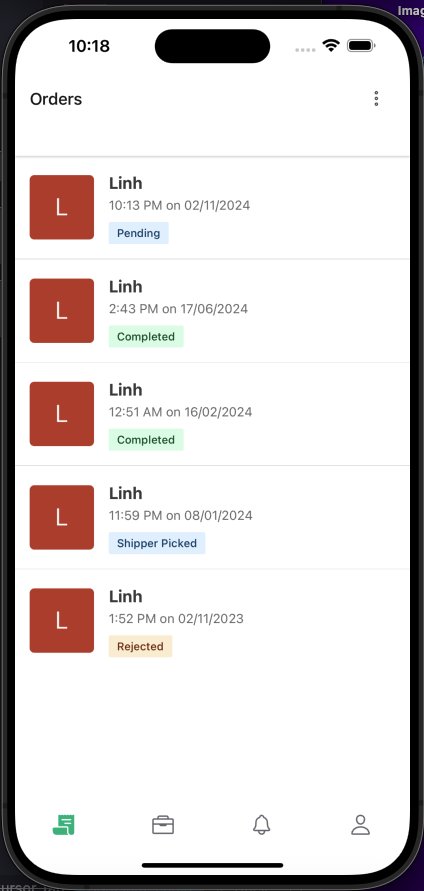 Imag
10:18
Orders
L
Linh
10:13 PM on 02/11/2024
Pending
L
Linh
2:43 PM on 17/06/2024
Completed
L
Linh
12:51 AM on 16/02/2024
Completed
L
Linh
11:59 PM on 08/01/2024
Shipper Picked
L
Linh
1:52 PM on 02/11/2023
Rejected